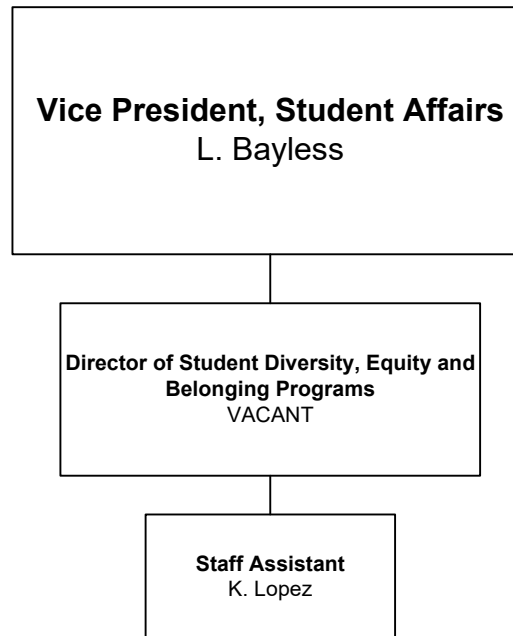 Vice President, Student Affairs
L. Bayless
Director of Student Diversity, Equity and
Belonging Programs
VACANT
Staff Assistant
K. Lopez